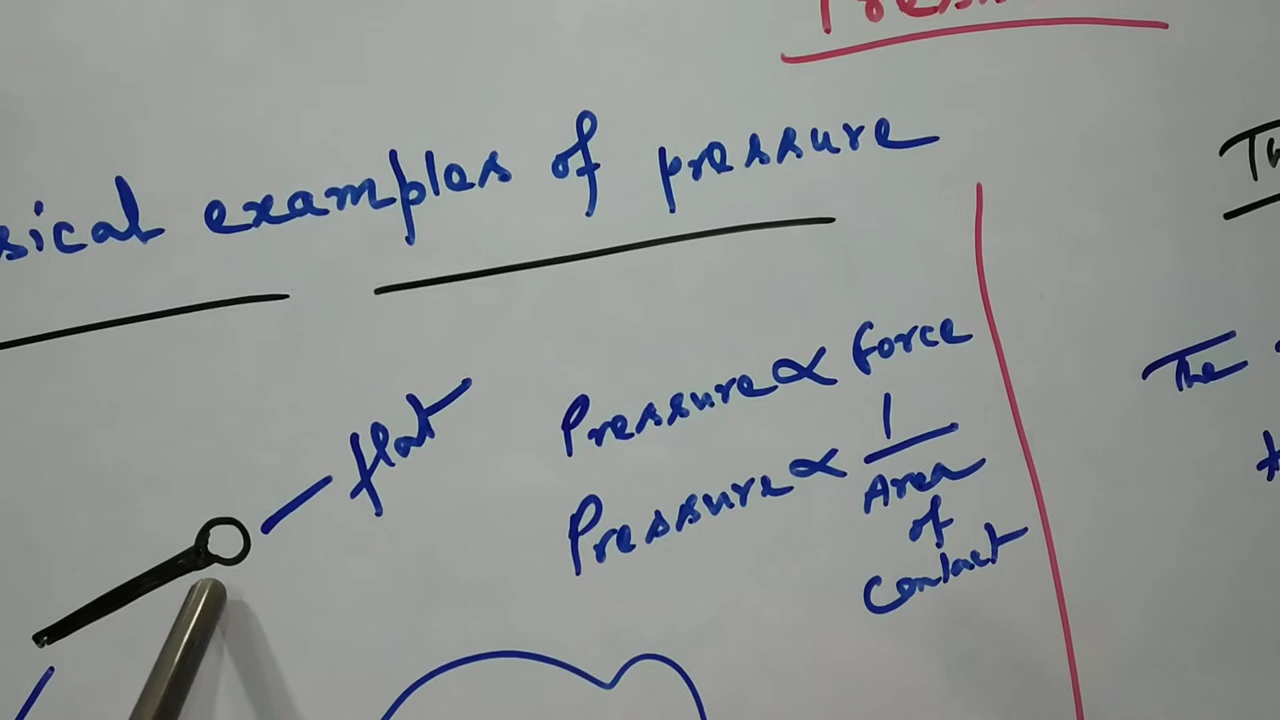 sical examples of pressure
flat
Pressure ∝ force
Pressure ∝ 1
Area
of
Contact
The